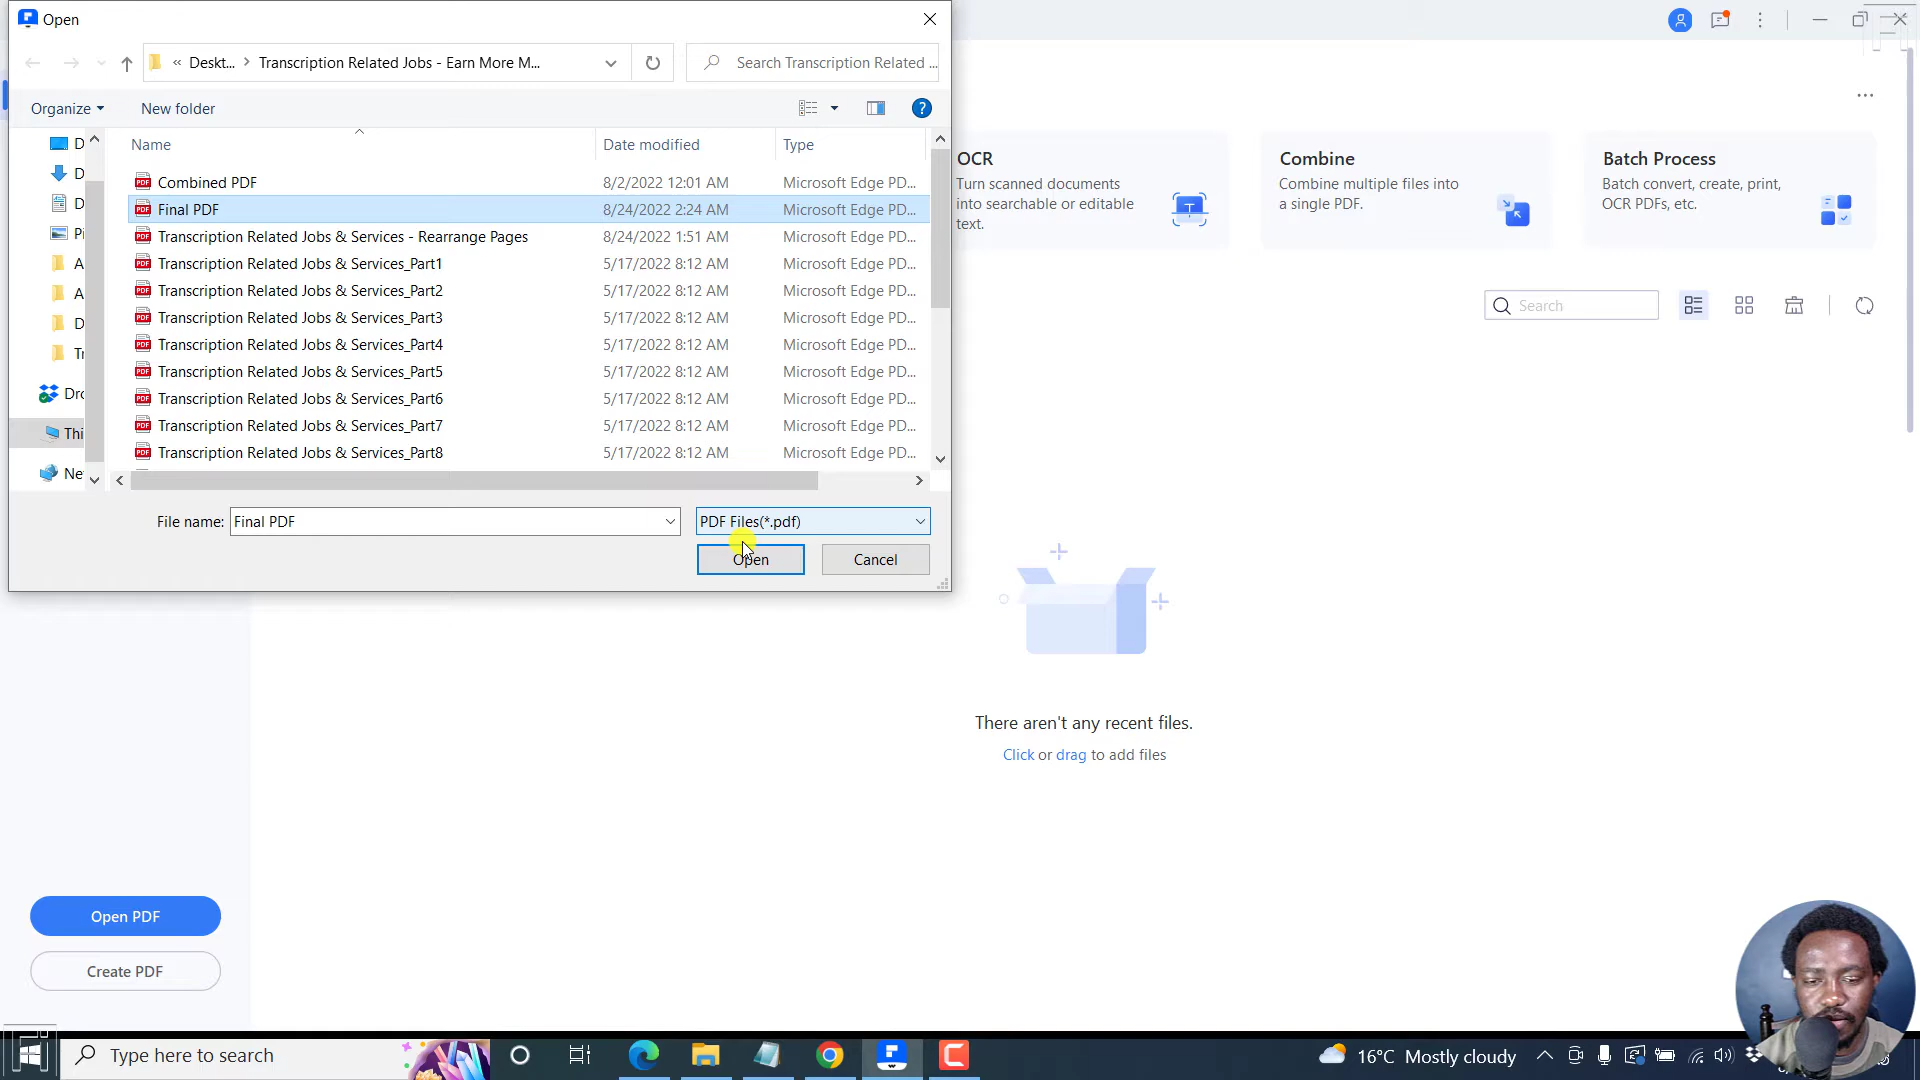 Open
« Deskt... › Transcription Related Jobs - Earn More M...
Search Transcription Related ...
Organize
New folder
Name
Date modified
Type
Combined PDF 8/2/2022 12:01 AM Microsoft Edge PD...
Final PDF 8/24/2022 2:24 AM Microsoft Edge PD...
Transcription Related Jobs & Services - Rearrange Pages 8/24/2022 1:51 AM Microsoft Edge PD...
Transcription Related Jobs & Services_Part1 5/17/2022 8:12 AM Microsoft Edge PD...
Transcription Related Jobs & Services_Part2 5/17/2022 8:12 AM Microsoft Edge PD...
Transcription Related Jobs & Services_Part3 5/17/2022 8:12 AM Microsoft Edge PD...
Transcription Related Jobs & Services_Part4 5/17/2022 8:12 AM Microsoft Edge PD...
Transcription Related Jobs & Services_Part5 5/17/2022 8:12 AM Microsoft Edge PD...
Transcription Related Jobs & Services_Part6 5/17/2022 8:12 AM Microsoft Edge PD...
Transcription Related Jobs & Services_Part7 5/17/2022 8:12 AM Microsoft Edge PD...
Transcription Related Jobs & Services_Part8 5/17/2022 8:12 AM Microsoft Edge PD...
File name: Final PDF
PDF Files(*.pdf)
Open
Cancel
OCR
Turn scanned documents
into searchable or editable
text.
Combine
Combine multiple files into
a single PDF.
Batch Process
Batch convert, create, print,
OCR PDFs, etc.
Search
There aren't any recent files.
Click or drag to add files
Open PDF
Create PDF
Type here to search
16°C Mostly cloudy